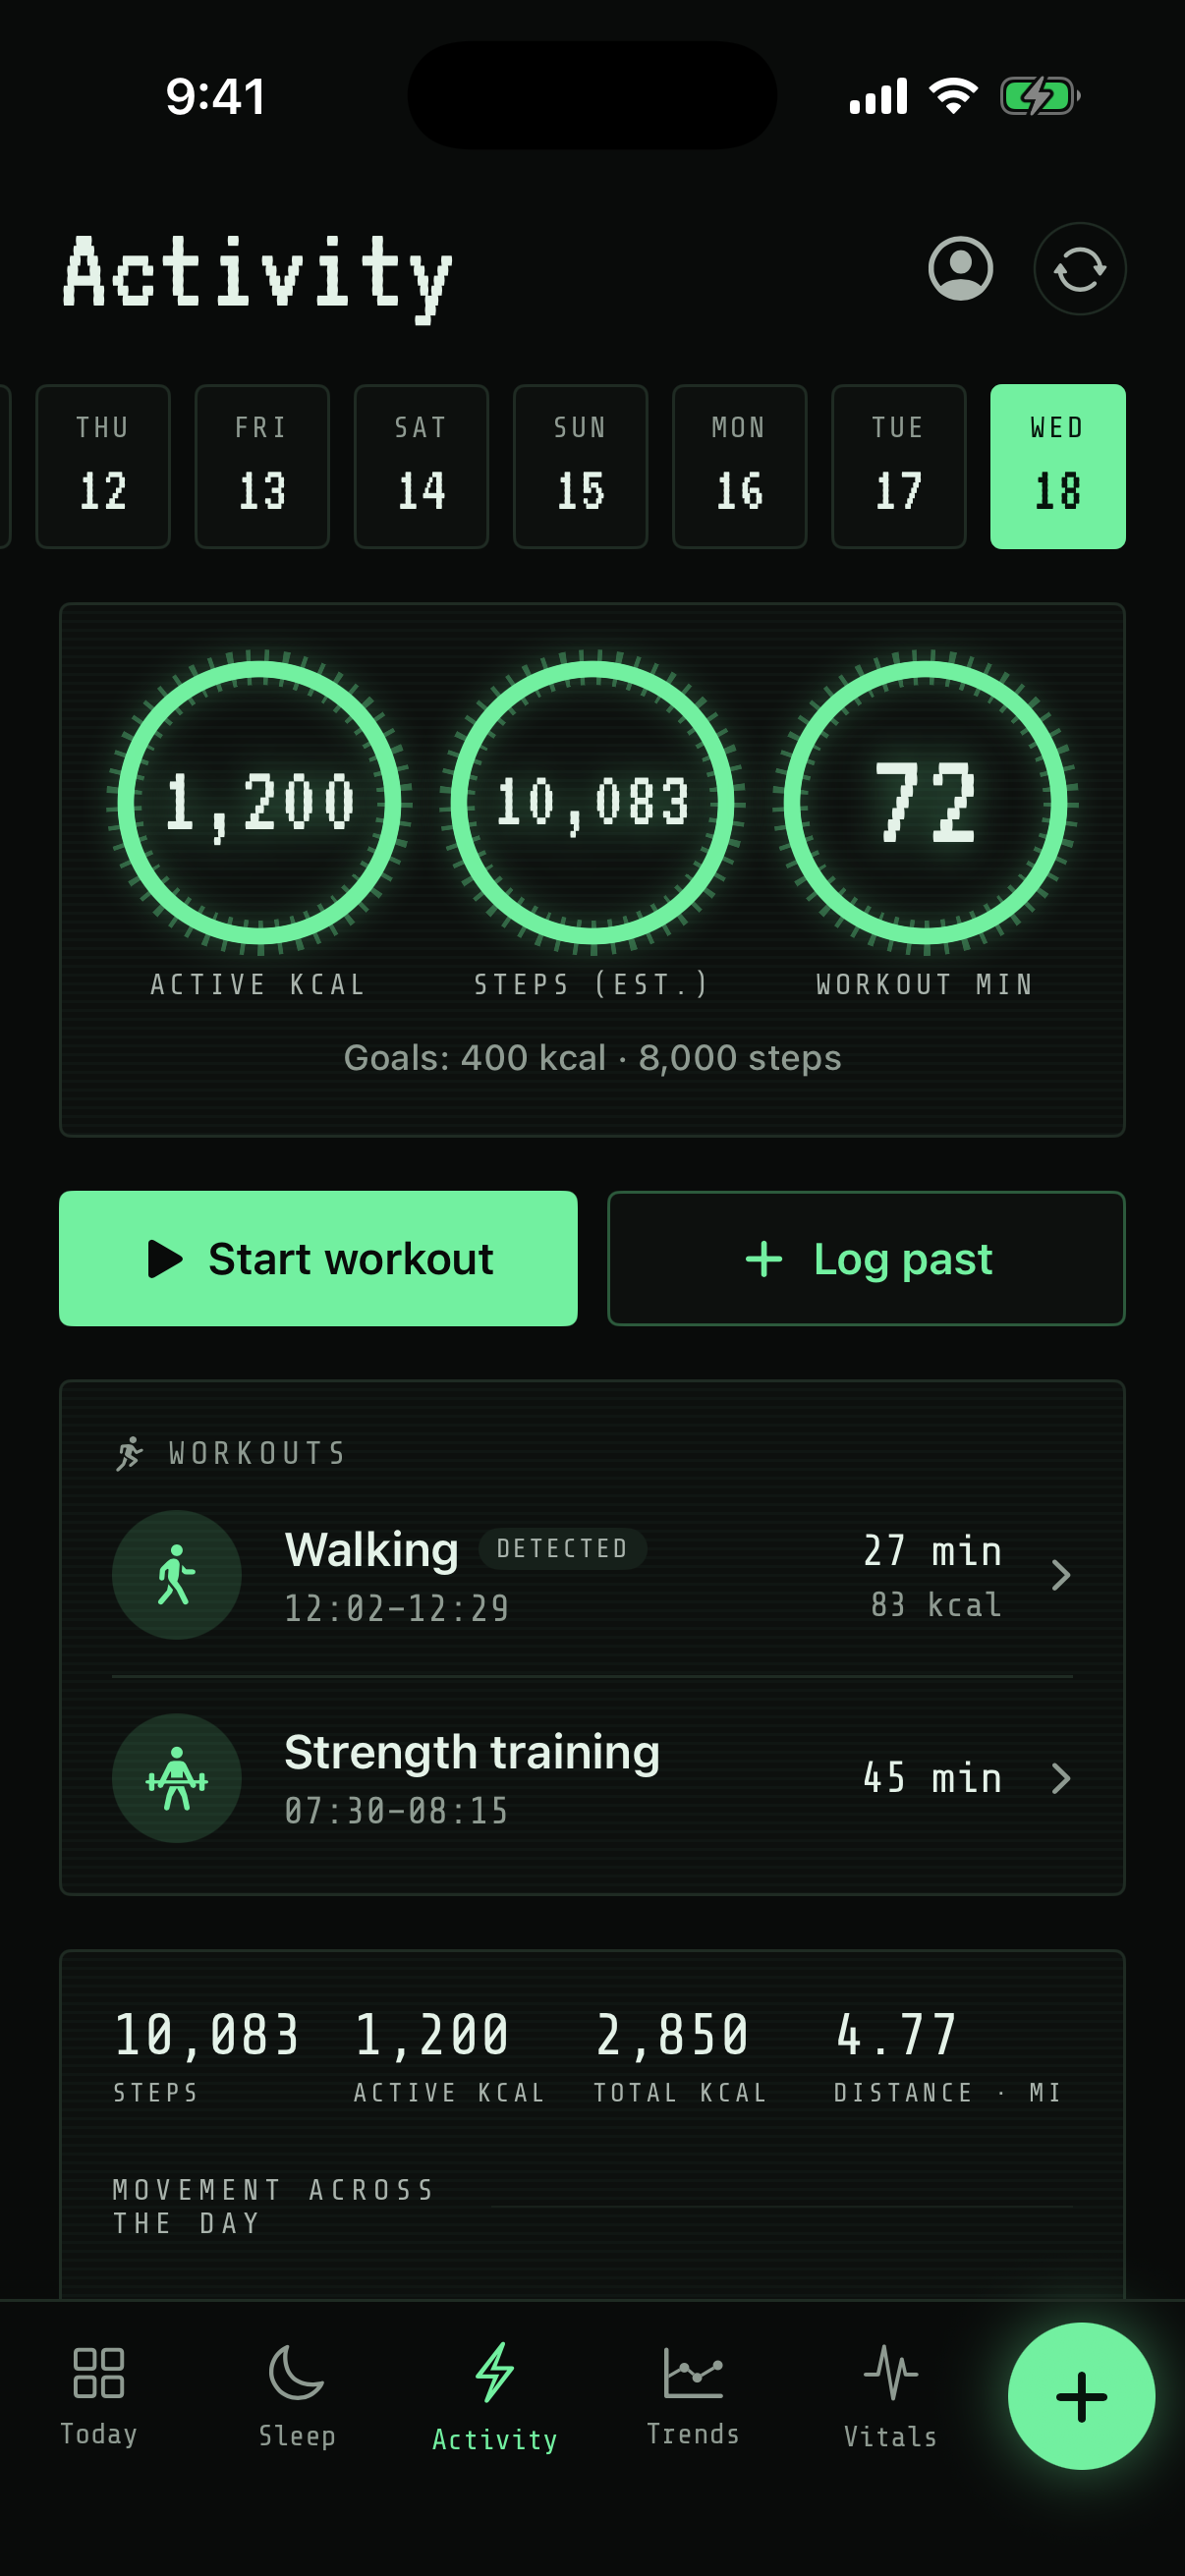 9:41
Activity
THU FRI SAT SUN MON TUE WED
12 13 14 15 16 17 18
1,200 10,083 72
ACTIVE KCAL STEPS (EST.) WORKOUT MIN
Goals: 400 kcal · 8,000 steps
Start workout Log past
WORKOUTS
Walking DETECTED 27 min
12:02–12:29 83 kcal
Strength training 45 min
07:30–08:15
10,083 1,200 2,850 4.77
STEPS ACTIVE KCAL TOTAL KCAL DISTANCE · MI
MOVEMENT ACROSS
THE DAY
Today Sleep Activity Trends Vitals